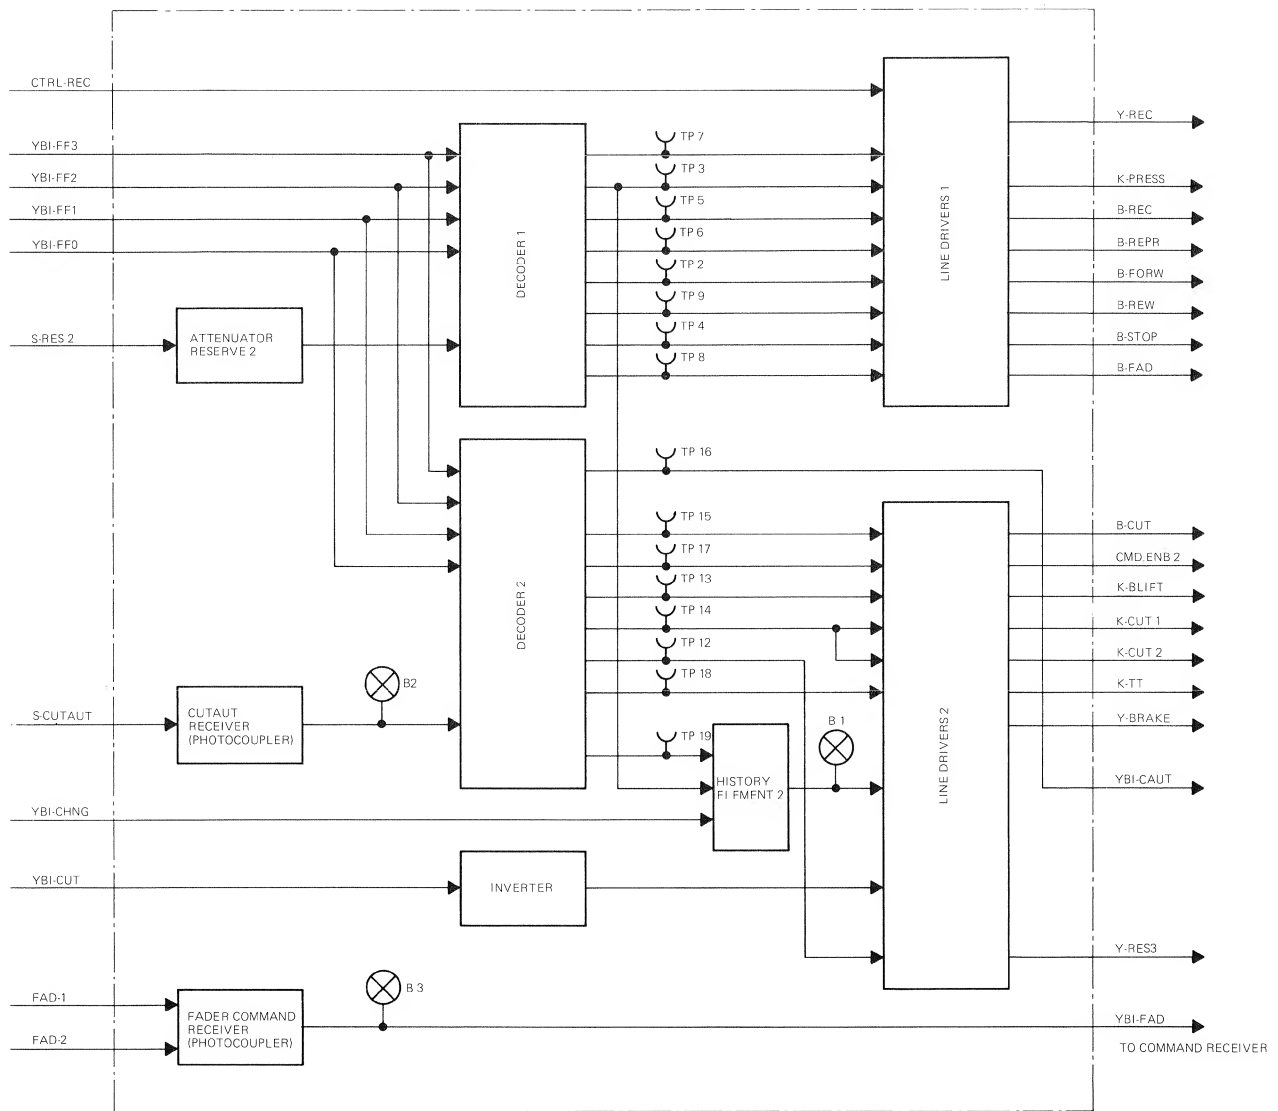 CTRL-REC
YBI-FF3
YBI-FF2
YBI-FF1
YBI-FF0
S-RES 2
ATTENUATOR
RESERVE 2
DECODER 1
TP 7
TP 3
TP 5
TP 6
TP 2
TP 9
TP 4
TP 8
LINE DRIVERS 1
Y-REC
K-PRESS
B-REC
B-REPR
B-FORW
B-REW
B-STOP
B-FAD
DECODER 2
TP 16
TP 15
TP 17
TP 13
TP 14
TP 12
TP 18
TP 19
S-CUTAUT
CUTAUT
RECEIVER
(PHOTOCOUPLER)
B2
YBI-CHNG
HISTORY
ELEMENT 2
B 1
LINE DRIVERS 2
B-CUT
CMD.ENB 2
K-BLIFT
K-CUT 1
K-CUT 2
K-TT
Y-BRAKE
YBI-CAUT
YBI-CUT
INVERTER
Y-RES3
FAD-1
FAD-2
FADER COMMAND
RECEIVER
(PHOTOCOUPLER)
B 3
YBI-FAD
TO COMMAND RECEIVER